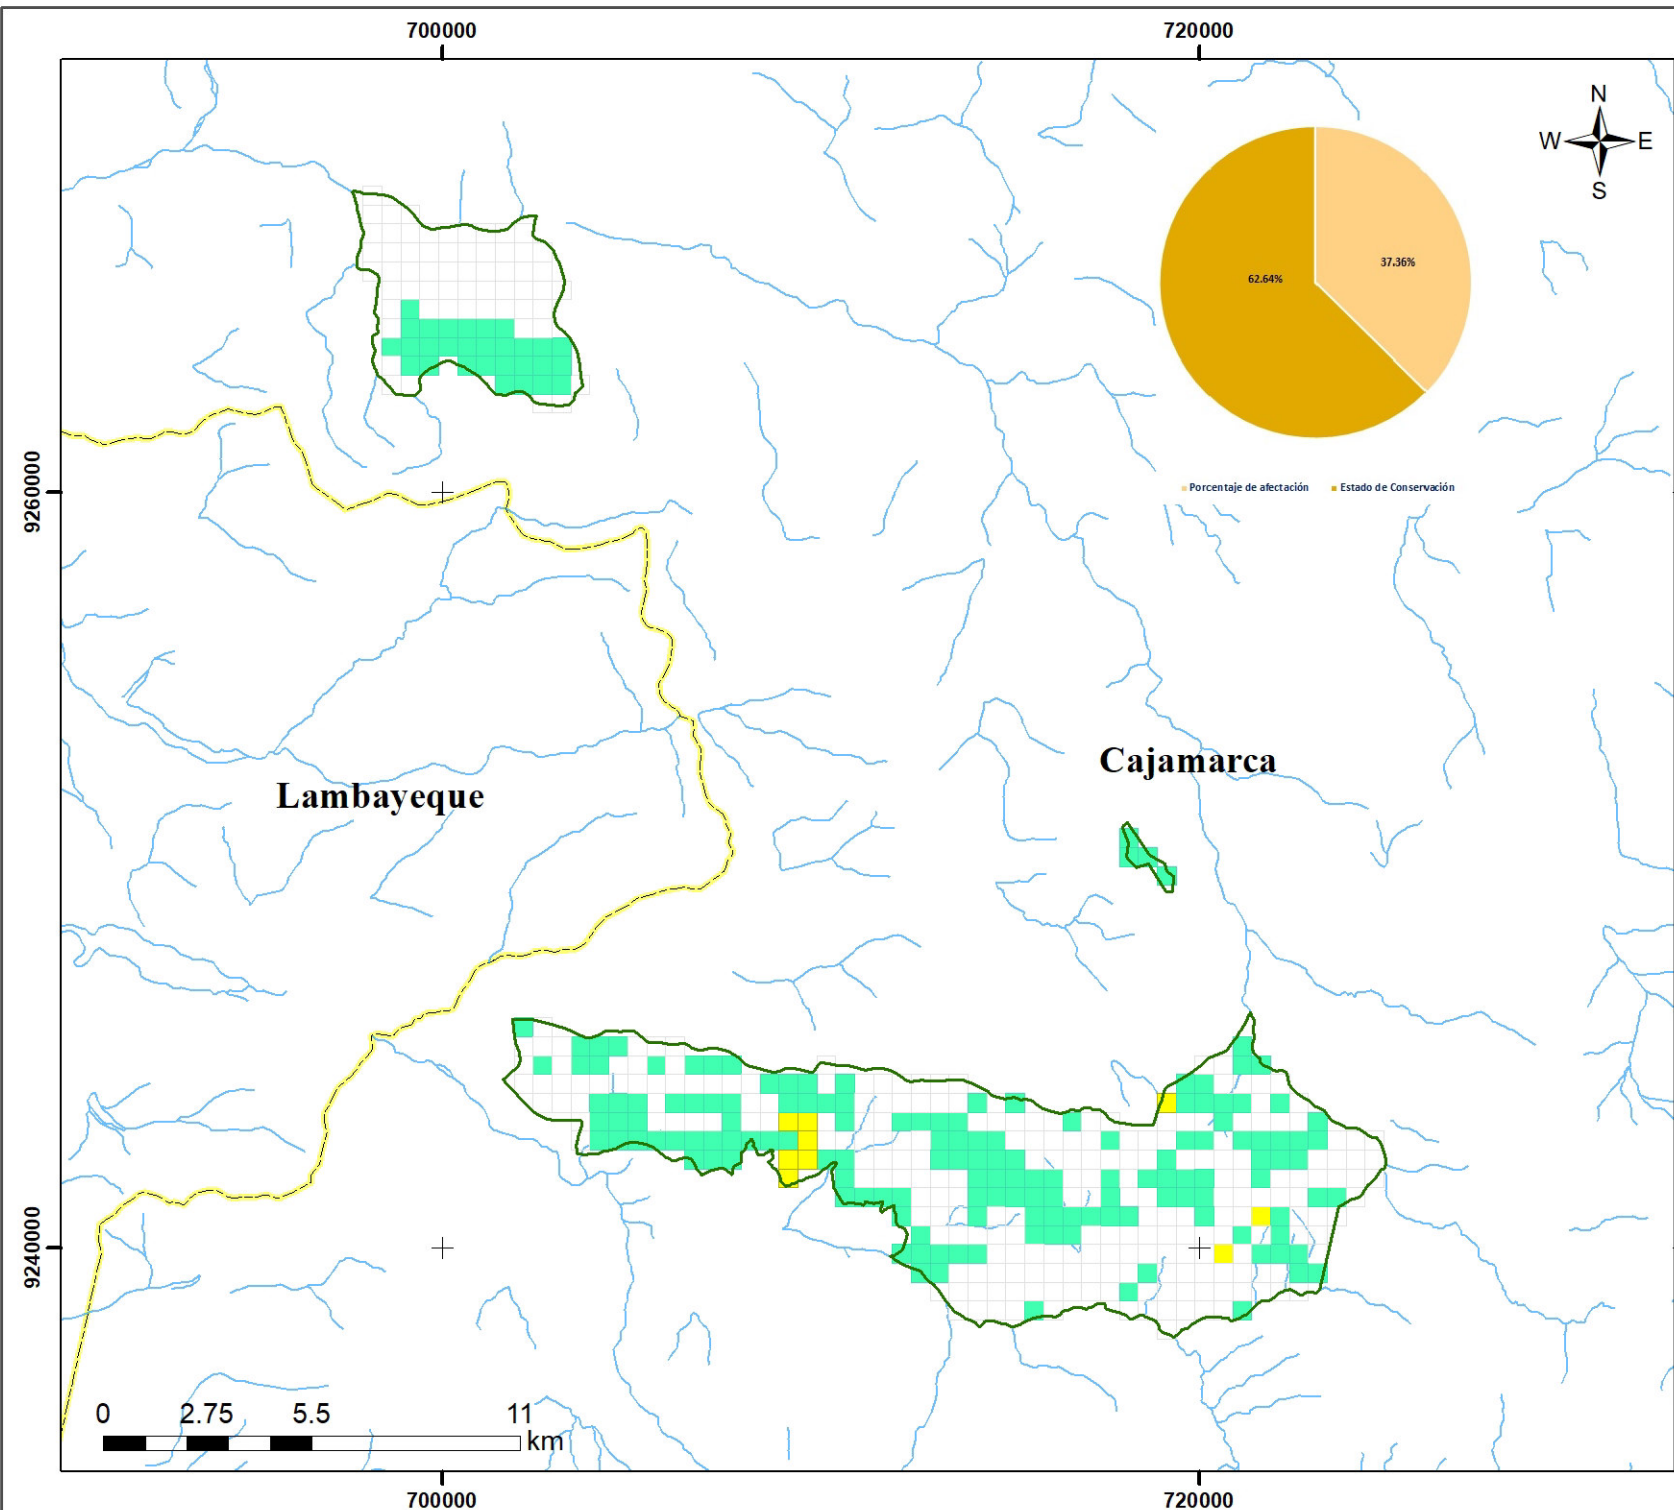 700000 720000
N
W E
S
37.36%
62.64%
Porcentaje de afectación Estado de Conservación
9260000
Cajamarca
Lambayeque
9240000
0 2.75 5.5 11
km
700000 720000